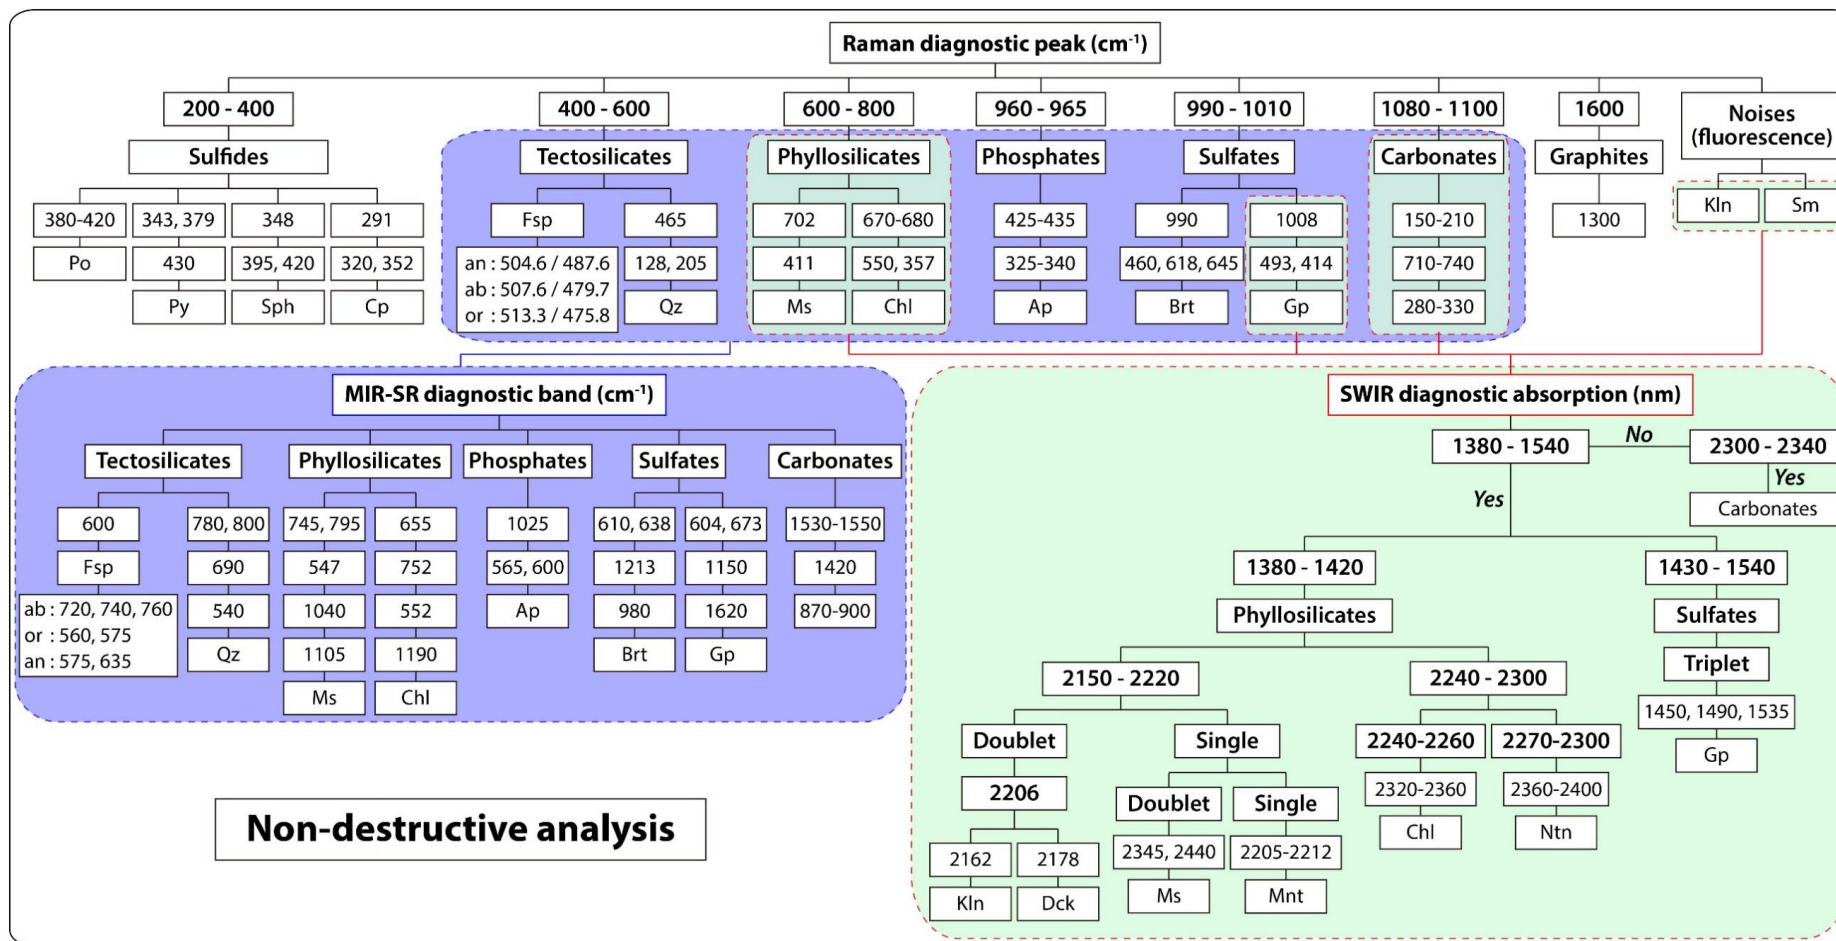 Raman diagnostic peak (cm⁻¹)
200 - 400
400 - 600
600 - 800
960 - 965
990 - 1010
1080 - 1100
1600
Noises
(fluorescence)
Sulfides
Tectosilicates
Phyllosilicates
Phosphates
Sulfates
Carbonates
Graphites
380-420
343, 379
348
291
Fsp
465
702
670-680
425-435
990
1008
150-210
1300
Kln
Sm
Po
430
395, 420
320, 352
an : 504.6 / 487.6
ab : 507.6 / 479.7
or : 513.3 / 475.8
128, 205
411
550, 357
325-340
460, 618, 645
493, 414
710-740
Py
Sph
Cp
Qz
Ms
Chl
Ap
Brt
Gp
280-330
MIR-SR diagnostic band (cm⁻¹)
Tectosilicates
Phyllosilicates
Phosphates
Sulfates
Carbonates
600
780, 800
745, 795
655
1025
610, 638
604, 673
1530-1550
Fsp
690
547
752
565, 600
1213
1150
1420
ab : 720, 740, 760
or : 560, 575
an : 575, 635
540
1040
552
Ap
980
1620
870-900
Qz
1105
1190
Brt
Gp
Ms
Chl
SWIR diagnostic absorption (nm)
1380 - 1540
No
2300 - 2340
Yes
Yes
Carbonates
1380 - 1420
1430 - 1540
Phyllosilicates
Sulfates
2150 - 2220
2240 - 2300
Triplet
1450, 1490, 1535
Gp
Doublet
Single
2240-2260
2270-2300
2206
Doublet
Single
2320-2360
2360-2400
2162
2178
2345, 2440
2205-2212
Chl
Ntn
Kln
Dck
Ms
Mnt
Non-destructive analysis